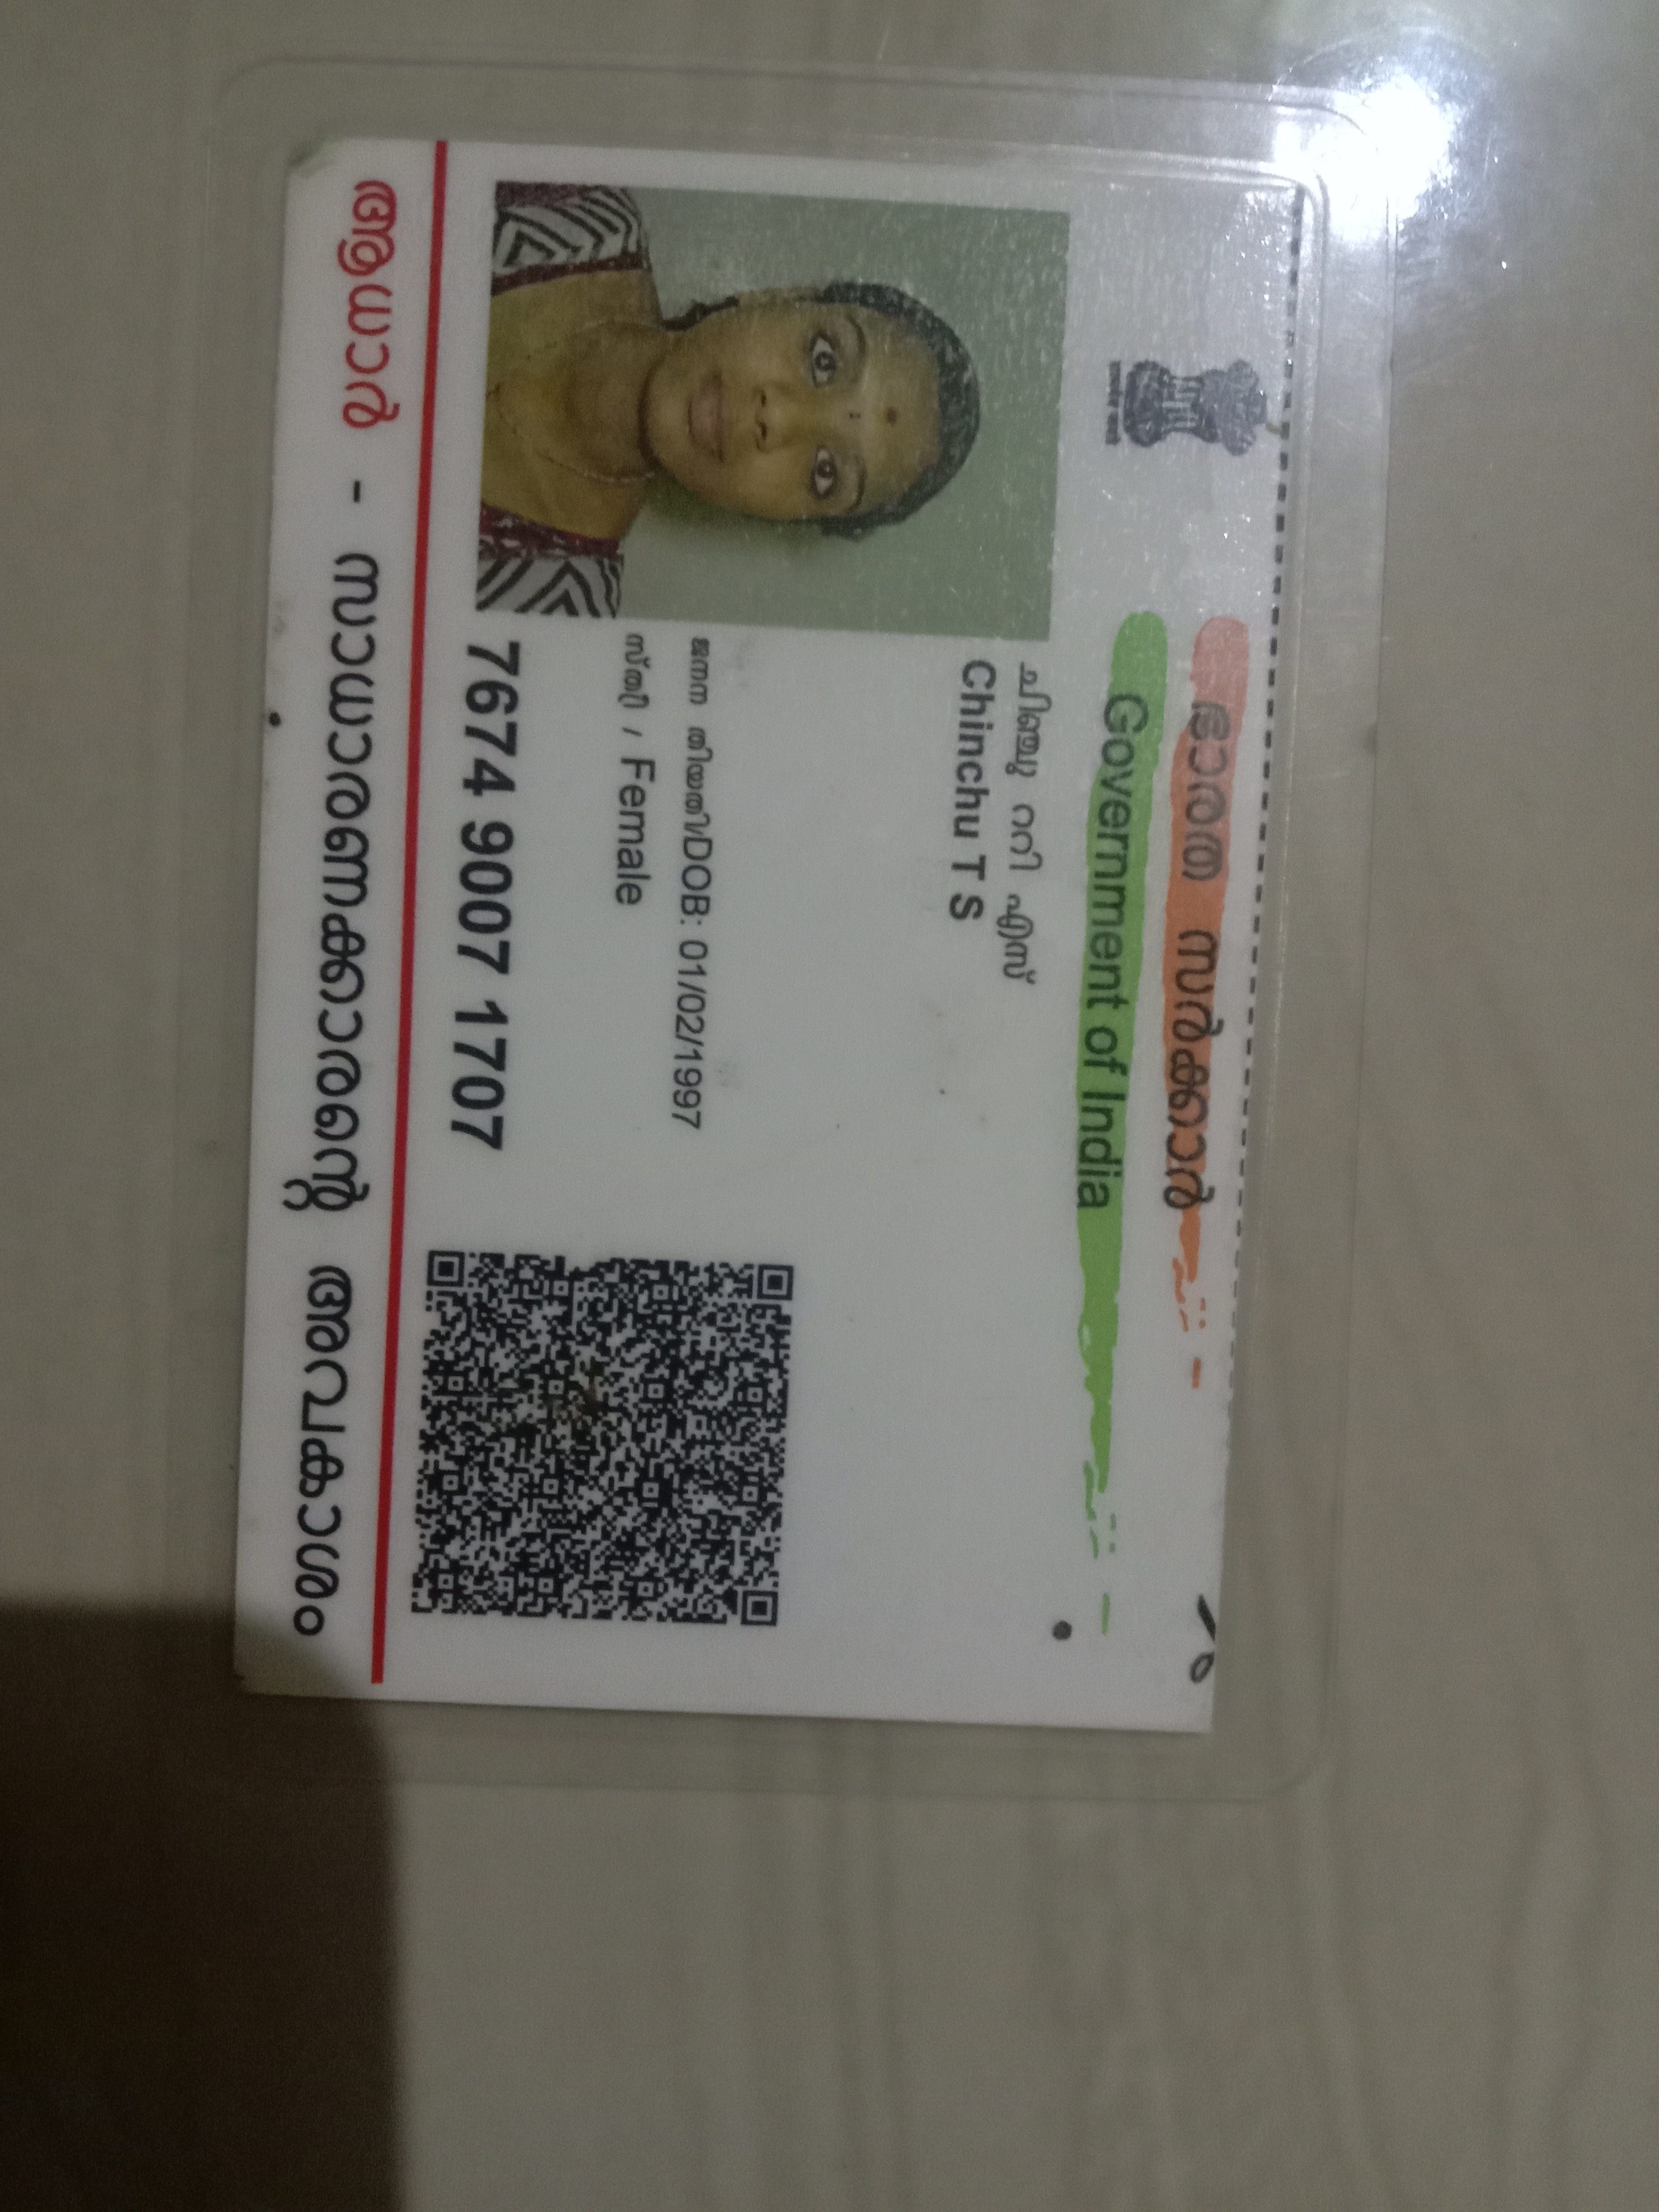 ഭാരത സർക്കാർ
Government of India
ചിഞ്ചു റ്റി എസ്
Chinchu T S
ജനന തിയതി/DOB: 01/02/1997
സ്ത്രീ / Female
7674 9007 1707
ആധാർ - സാധാരണക്കാരന്റെ അവകാശം